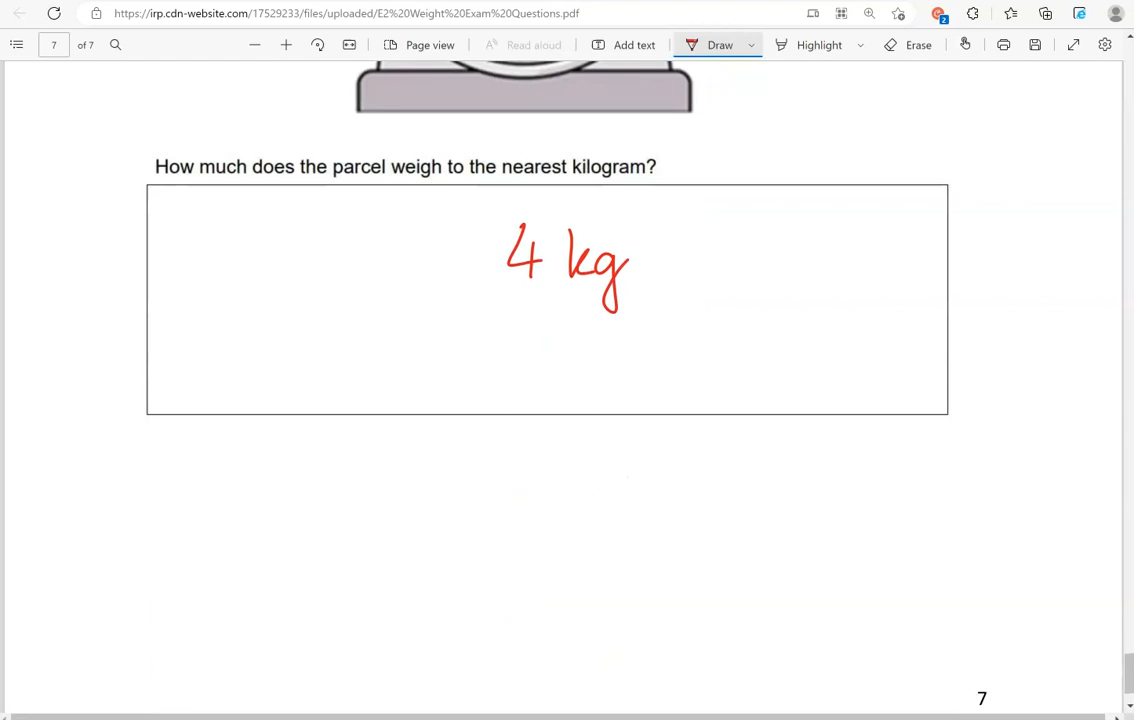 https://irp.cdn-website.com/17529233/files/uploaded/E2%20Weight%20Exam%20Questions.pdf
2
7 of 7 Page view Read aloud Add text Draw Highlight Erase
How much does the parcel weigh to the nearest kilogram?
4 kg
7